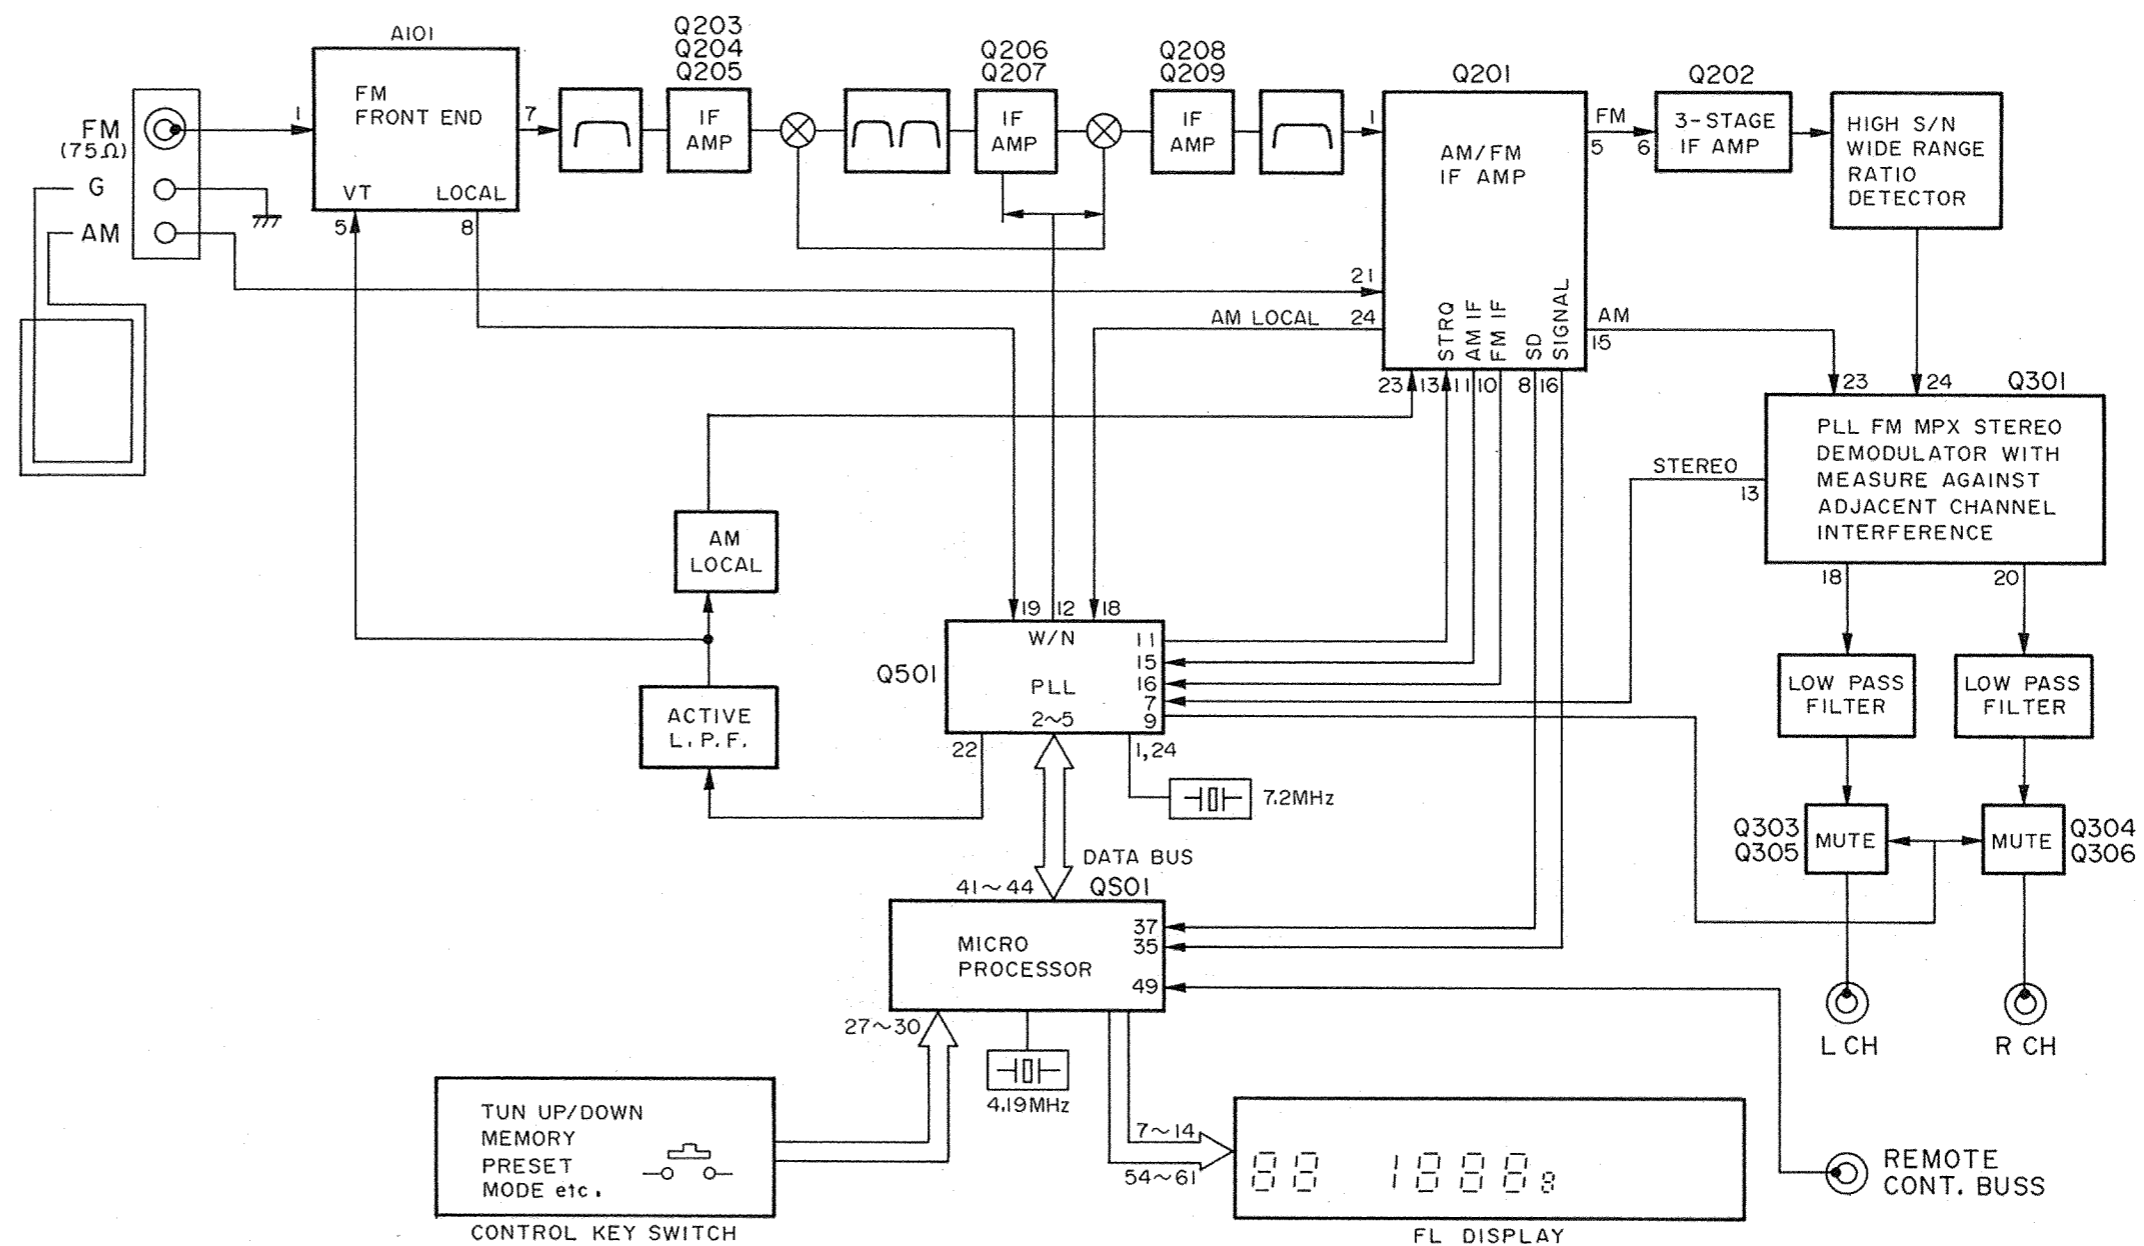 A101
FM
FRONT END
VT
LOCAL
1
7
5
8
FM
(75Ω)
G
AM
Q203
Q204
Q205
IF
AMP
Q206
Q207
IF
AMP
Q208
Q209
IF
AMP
Q201
1
AM/FM
IF AMP
21
24
AM LOCAL
STRQ
AM IF
FM IF
SD
SIGNAL
23
13
11
10
8
16
FM
5
6
AM
15
Q202
3-STAGE
IF AMP
HIGH S/N
WIDE RANGE
RATIO
DETECTOR
23
24
Q301
PLL FM MPX STEREO
DEMODULATOR WITH
MEASURE AGAINST
ADJACENT CHANNEL
INTERFERENCE
STEREO
13
18
20
AM
LOCAL
ACTIVE
L.P.F.
Q501
19
12
18
W/N
PLL
2~5
11
15
16
7
9
22
1,24
7.2MHz
LOW PASS
FILTER
LOW PASS
FILTER
Q303
Q305
MUTE
MUTE
Q304
Q306
L CH
R CH
DATA BUS
41~44
QS01
MICRO
PROCESSOR
37
35
49
27~30
4.19MHz
7~14
54~61
TUN UP/DOWN
MEMORY
PRESET
MODE etc.
CONTROL KEY SWITCH
88 1888 8
FL DISPLAY
REMOTE
CONT. BUSS